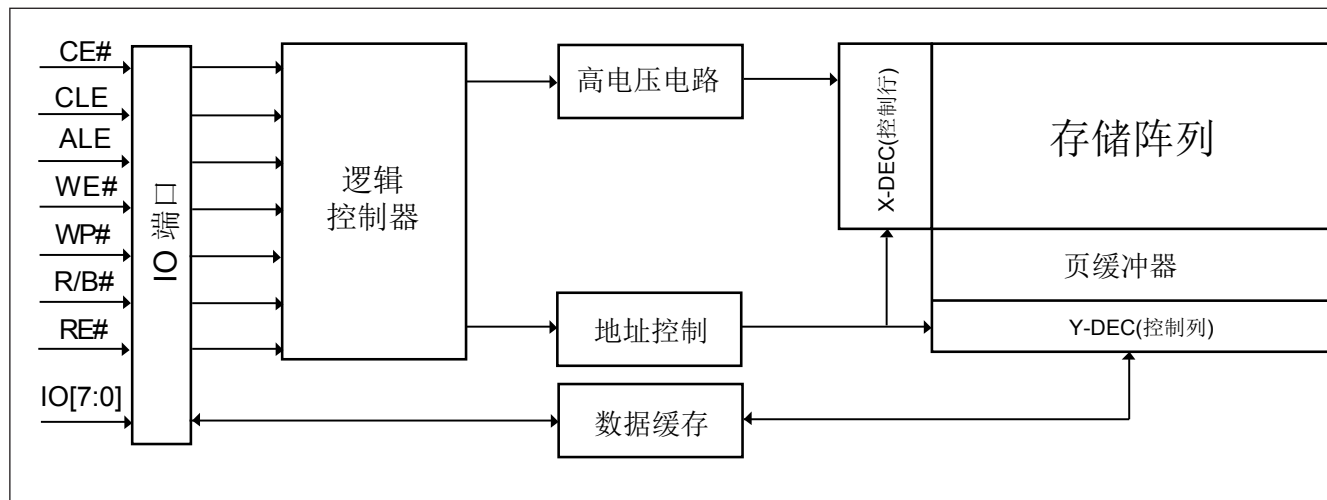 CE#
CLE
ALE
WE#
WP#
R/B#
RE#
IO[7:0]
IO 端口
逻辑
控制器
高电压电路
地址控制
数据缓存
X-DEC(控制行)
存储阵列
页缓冲器
Y-DEC(控制列)